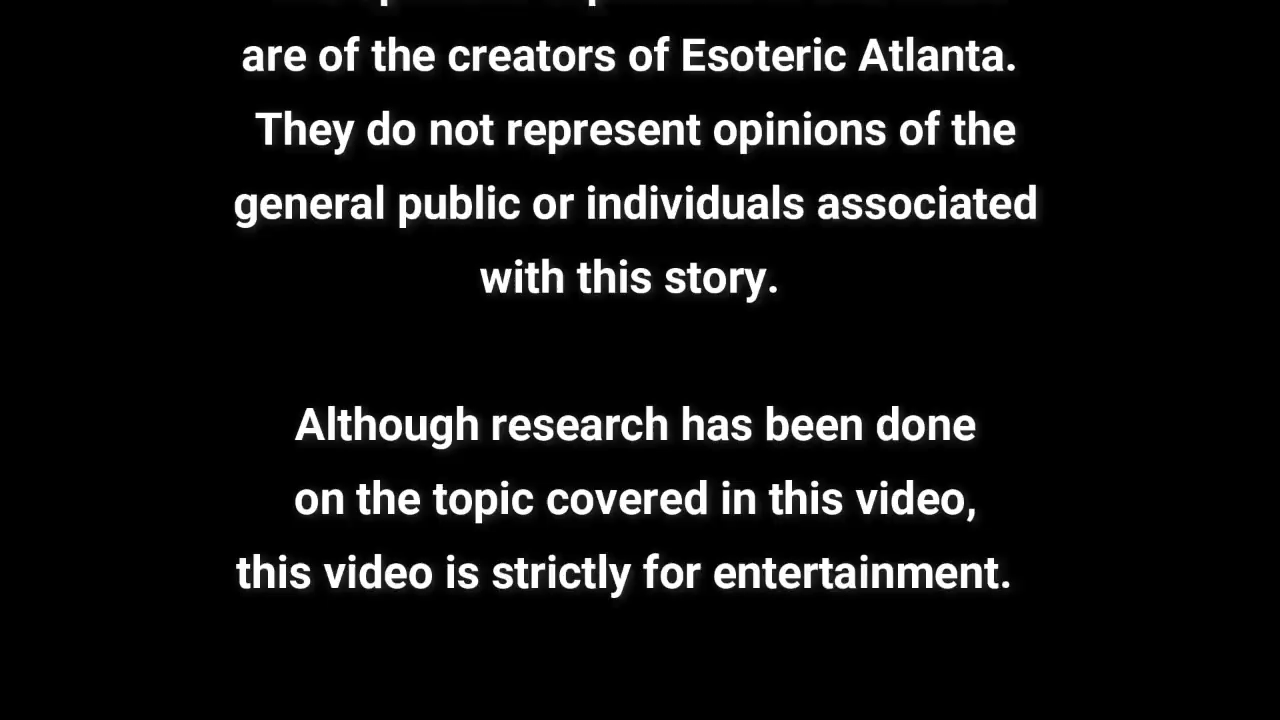 are of the creators of Esoteric Atlanta.
They do not represent opinions of the
general public or individuals associated
with this story.
Although research has been done
on the topic covered in this video,
this video is strictly for entertainment.